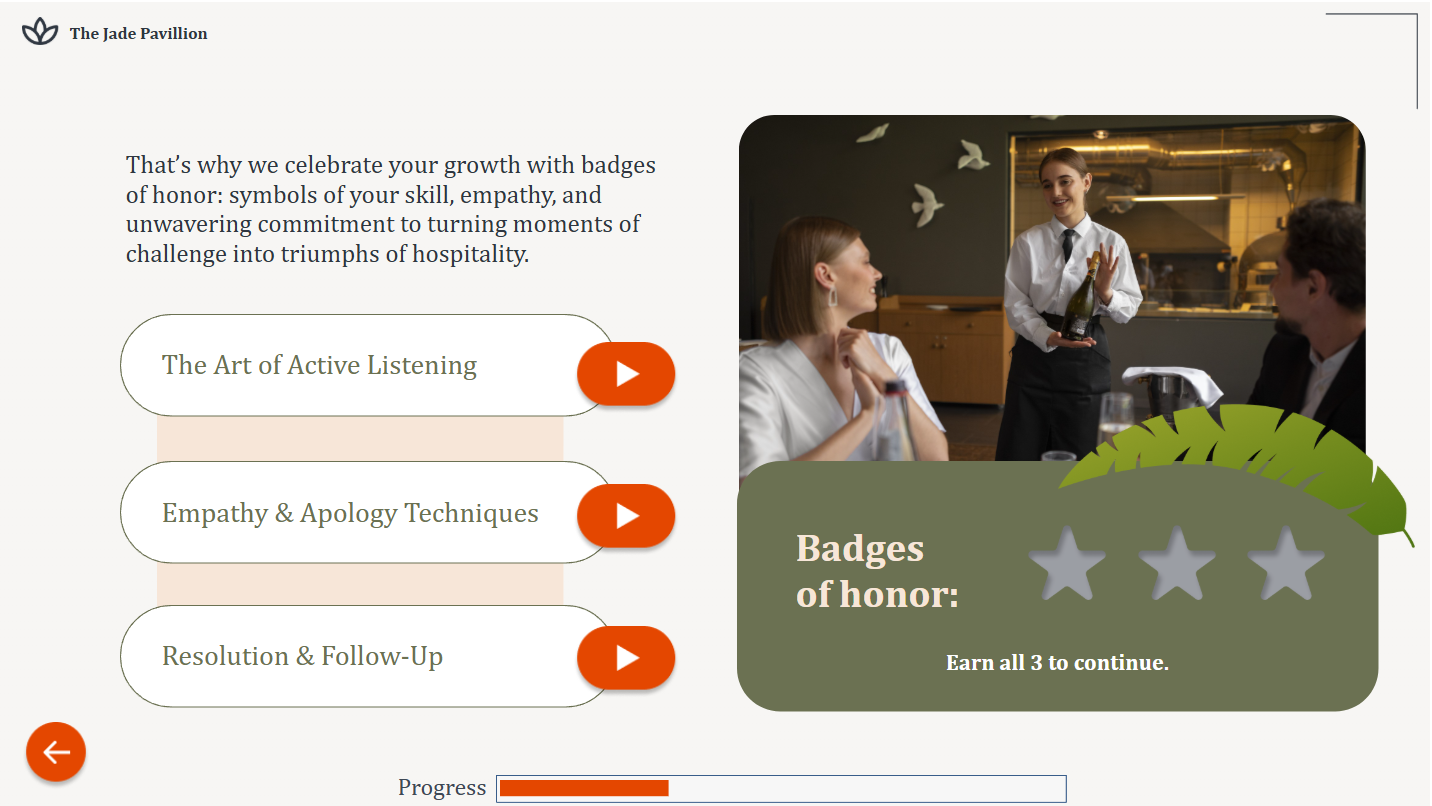 The Jade Pavillion
That’s why we celebrate your growth with badges
of honor: symbols of your skill, empathy, and
unwavering commitment to turning moments of
challenge into triumphs of hospitality.
The Art of Active Listening
Empathy & Apology Techniques
Resolution & Follow-Up
Badges
of honor:
Earn all 3 to continue.
Progress